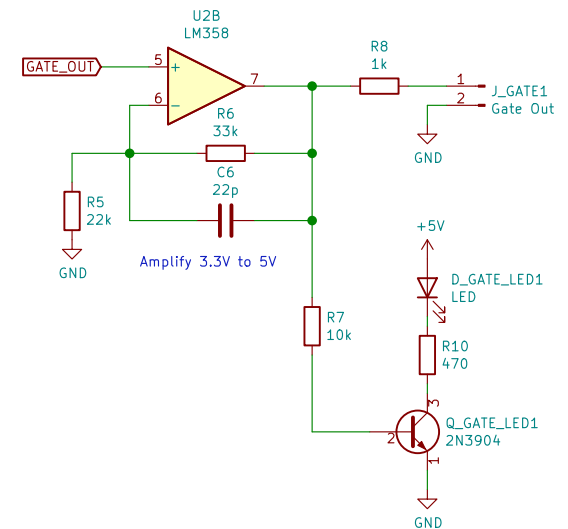 U2B
LM358
GATE_OUT
5
+
7
6
-
R8
1k
1
2
J_GATE1
Gate Out
GND
R6
33k
C6
22p
R5
22k
GND
Amplify 3.3V to 5V
+5V
D_GATE_LED1
LED
R7
10k
R10
470
3
Q_GATE_LED1
2N3904
2
1
GND